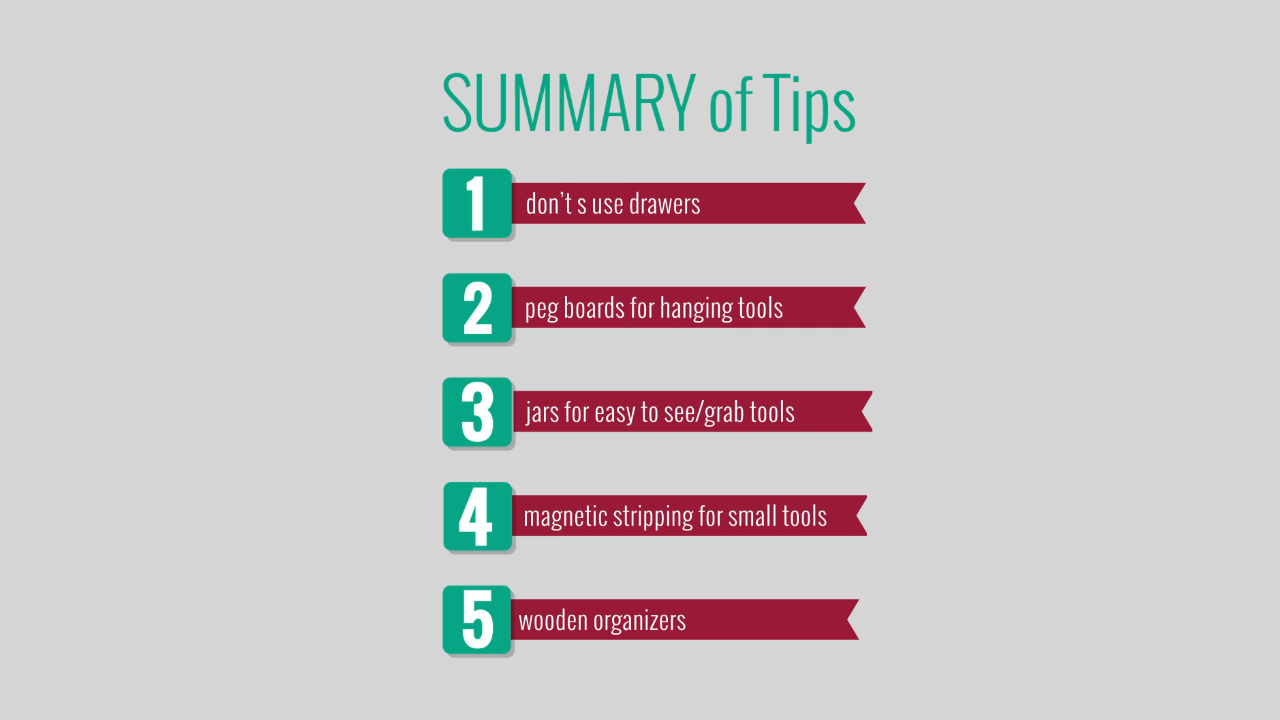 SUMMARY of Tips
1 don't s use drawers
2 peg boards for hanging tools
3 jars for easy to see/grab tools
4 magnetic stripping for small tools
5 wooden organizers